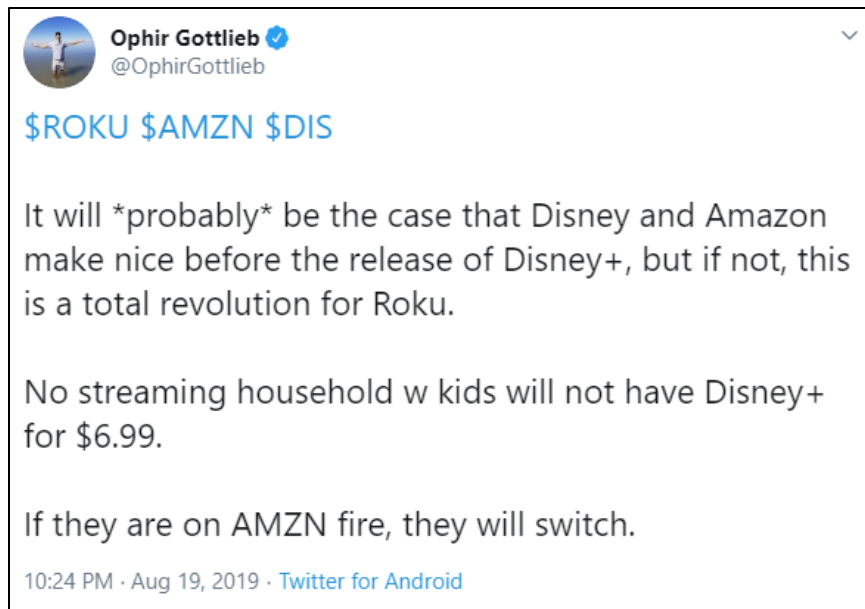 Ophir Gottlieb
@OphirGottlieb
$ROKU $AMZN $DIS
It will *probably* be the case that Disney and Amazon
make nice before the release of Disney+, but if not, this
is a total revolution for Roku.
No streaming household w kids will not have Disney+
for $6.99.
If they are on AMZN fire, they will switch.
10:24 PM · Aug 19, 2019 · Twitter for Android